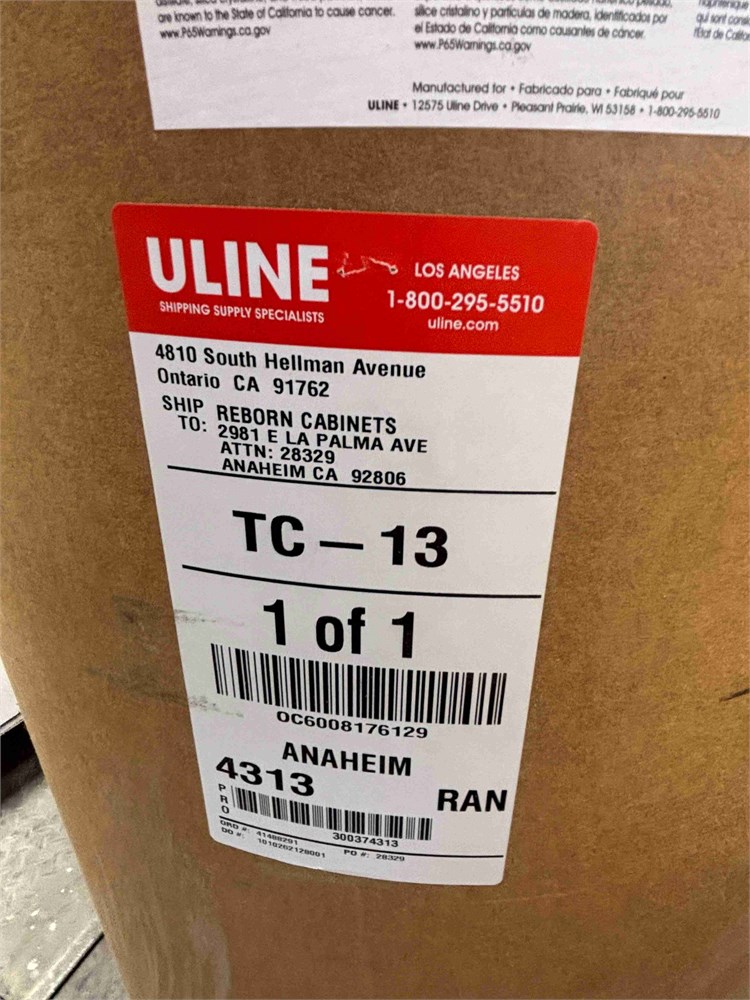 are known to the State of California to cause cancer.
www.P65Warnings.ca.gov
sílice cristalino y partículas de madera, identificados por
el Estado de California como causantes de cáncer.
www.P65Warnings.ca.gov
Manufactured for • Fabricado para • Fabriqué pour
ULINE • 12575 Uline Drive • Pleasant Prairie, WI 53158 • 1-800-295-5510
ULINE
SHIPPING SUPPLY SPECIALISTS
LOS ANGELES
1-800-295-5510
uline.com
4810 South Hellman Avenue
Ontario CA 91762
SHIP TO: REBORN CABINETS
2981 E LA PALMA AVE
ATTN: 28329
ANAHEIM CA 92806
TC — 13
1 of 1
OC6008176129
ANAHEIM
4313
RAN
PRO
300374313
ORD #: 41488291
DO #: 1010262128001
PO #: 28329